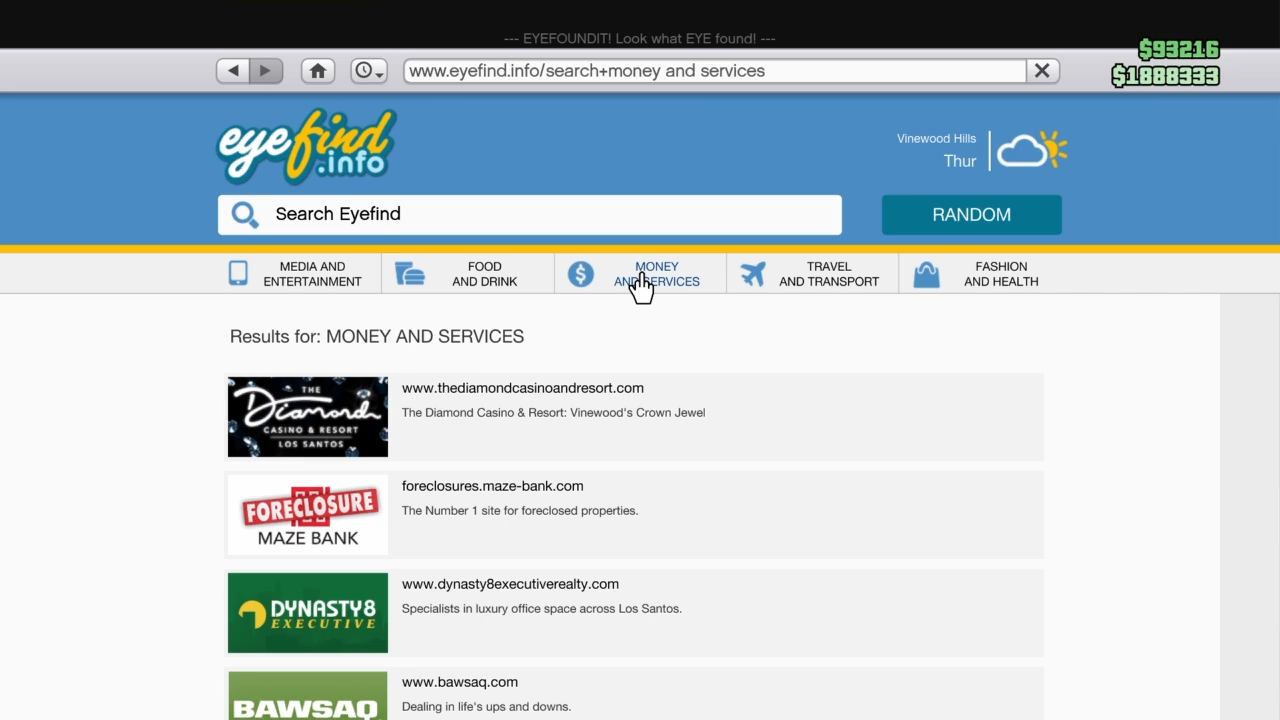 --- EYEFOUNDIT! Look what EYE found! ---
$93216
www.eyefind.info/search+money and services
$1888333
eyefind
.info
Vinewood Hills
Thur
Search Eyefind
RANDOM
MEDIA AND
ENTERTAINMENT
FOOD
AND DRINK
MONEY
AND SERVICES
TRAVEL
AND TRANSPORT
FASHION
AND HEALTH
Results for: MONEY AND SERVICES
THE
Diamond
CASINO & RESORT
LOS SANTOS
www.thediamondcasinoandresort.com
The Diamond Casino & Resort: Vinewood's Crown Jewel
FORECLOSURE
MAZE BANK
foreclosures.maze-bank.com
The Number 1 site for foreclosed properties.
DYNASTY8
EXECUTIVE
www.dynasty8executiverealty.com
Specialists in luxury office space across Los Santos.
BAWSAQ
www.bawsaq.com
Dealing in life's ups and downs.